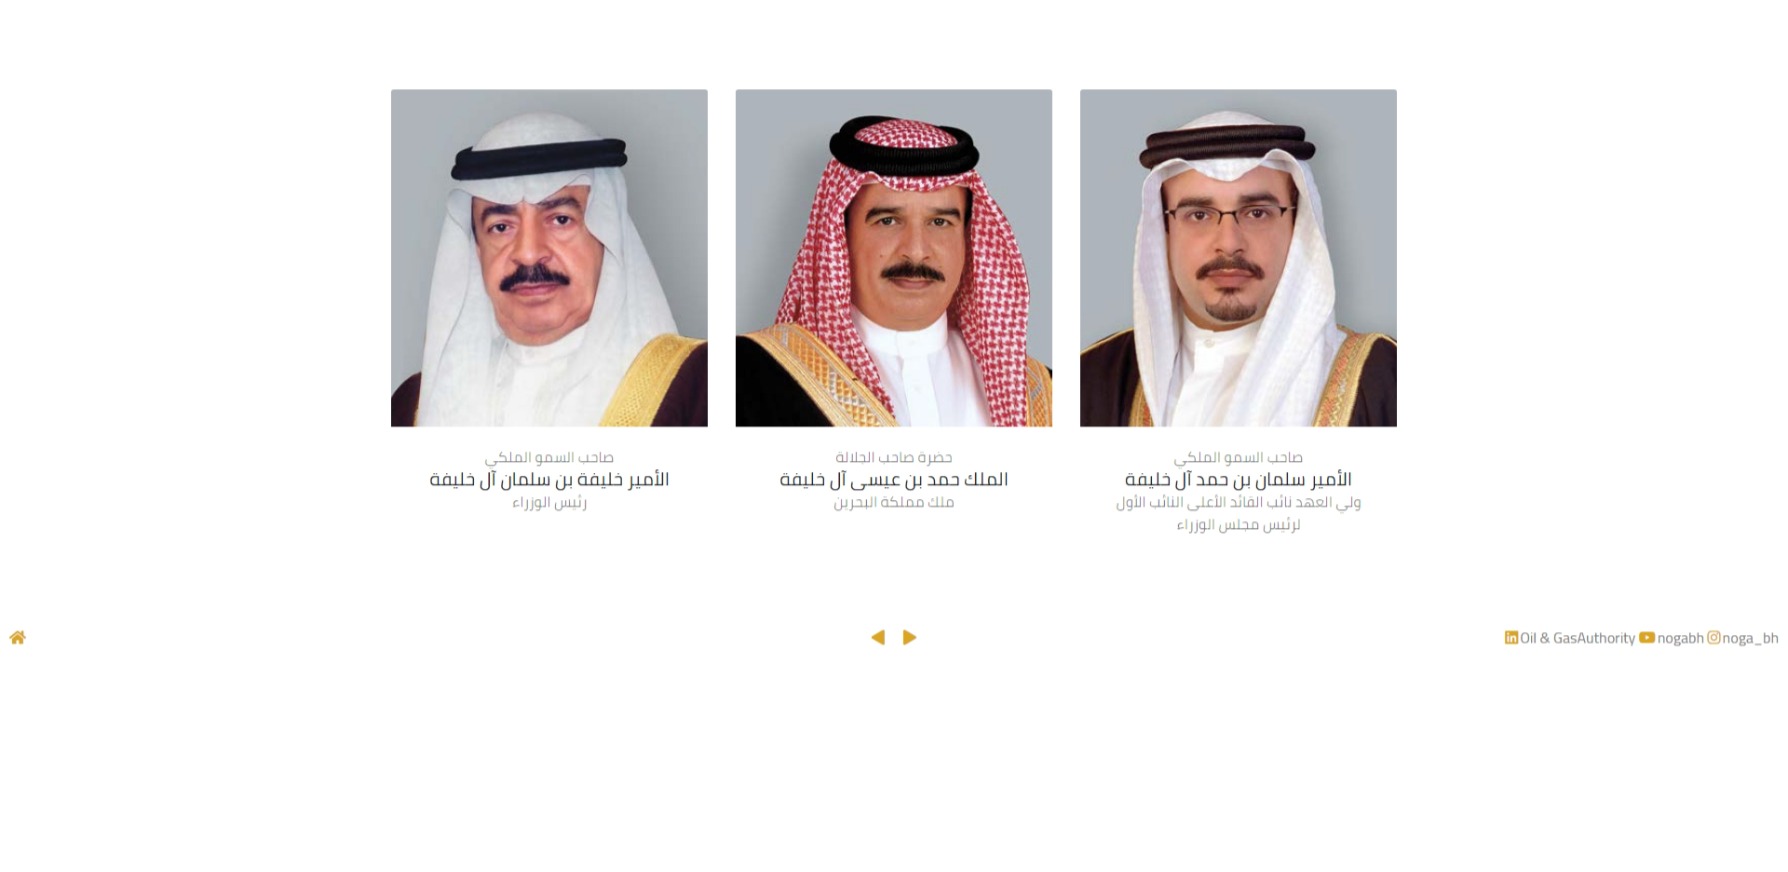 صاحب السمو الملكي
الأمير سلمان بن حمد آل خليفة
ولي العهد نائب القائد الأعلى النائب الأول
لرئيس مجلس الوزراء
حضرة صاحب الجلالة
الملك حمد بن عيسى آل خليفة
ملك مملكة البحرين
صاحب السمو الملكي
الأمير خليفة بن سلمان آل خليفة
رئيس الوزراء
Oil & GasAuthority nogabh noga_bh